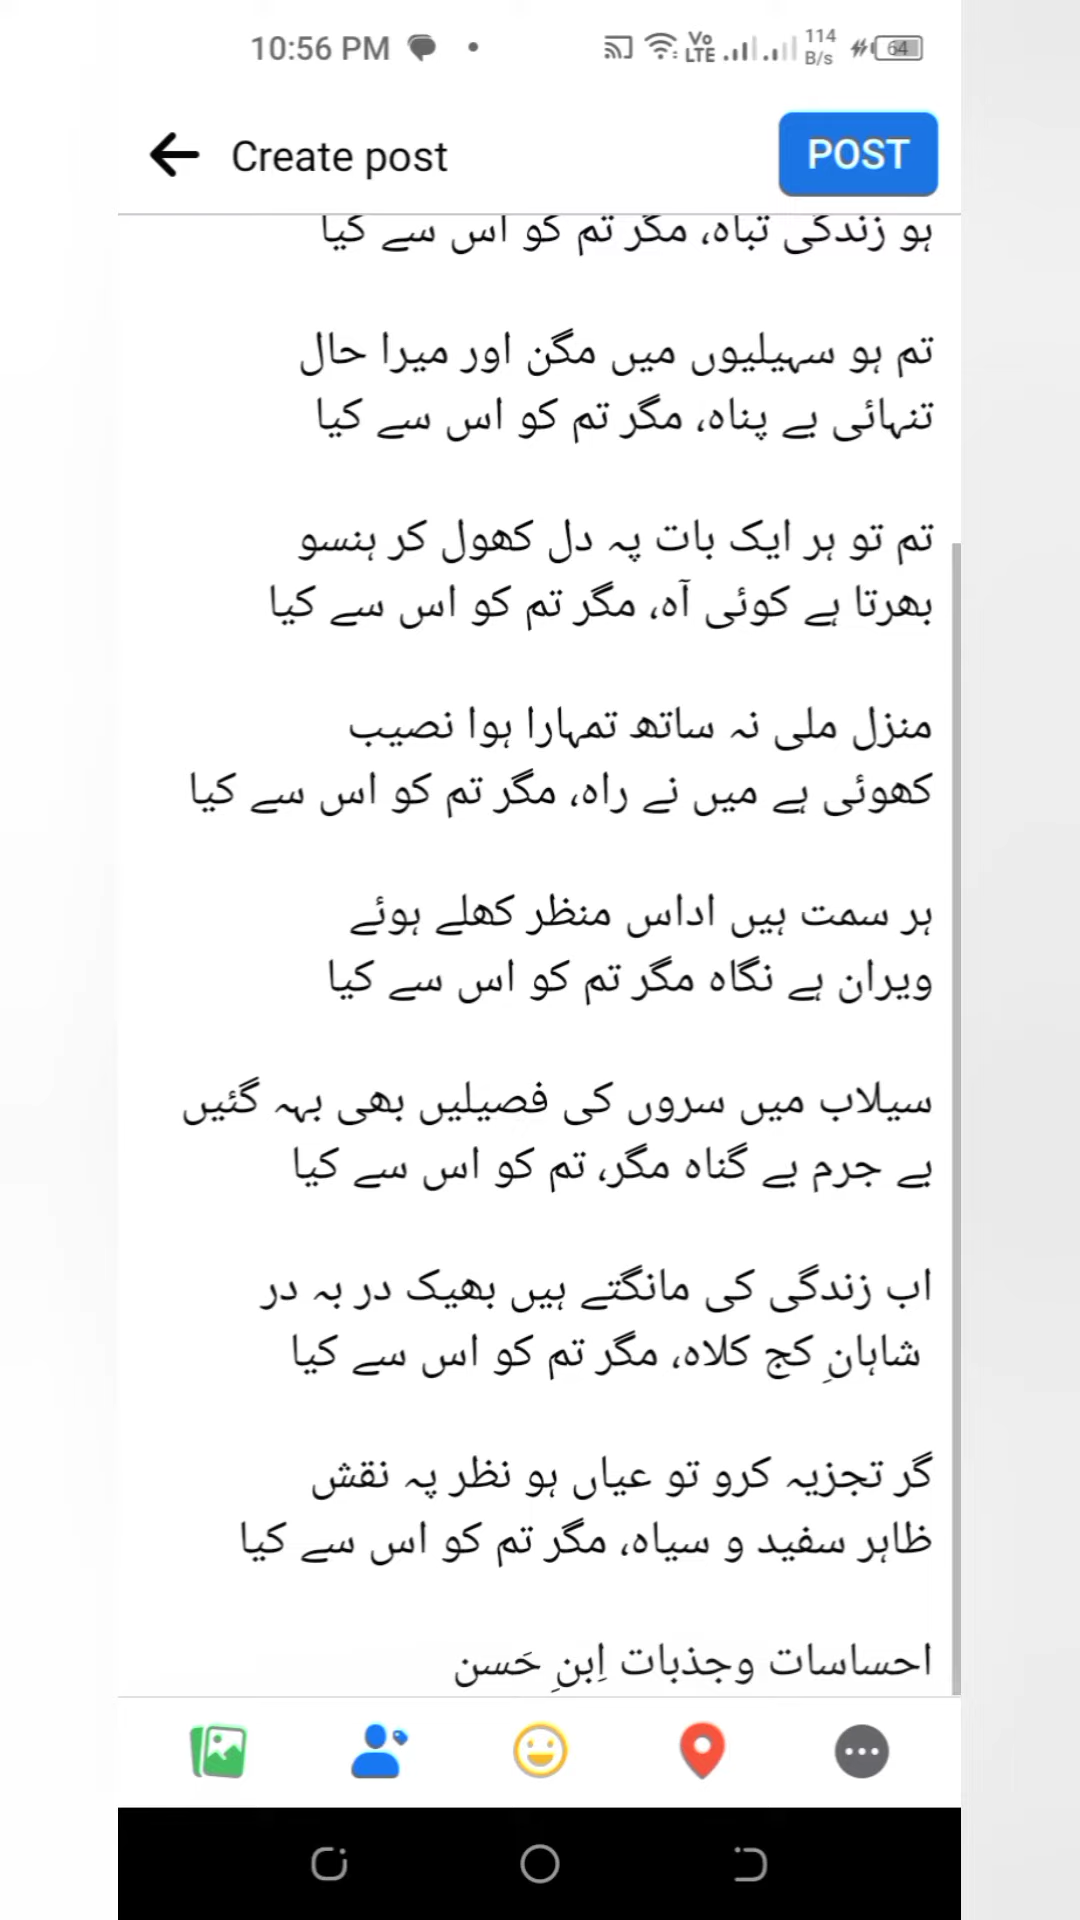 10:56 PM
Vo LTE
114 B/s
64
Create post
POST
ہو زندگی تباہ، مگر تم کو اس سے کیا
تم ہو سہیلیوں میں مگن اور میرا حال
تنہائی بے پناہ، مگر تم کو اس سے کیا
تم تو ہر ایک بات پہ دل کھول کر ہنسو
بھرتا ہے کوئی آہ، مگر تم کو اس سے کیا
منزل ملی نہ ساتھ تمہارا ہوا نصیب
کھوئی ہے میں نے راہ، مگر تم کو اس سے کیا
ہر سمت ہیں اداس منظر کھلے ہوئے
ویران ہے نگاہ مگر تم کو اس سے کیا
سیلاب میں سروں کی فصیلیں بھی بہہ گئیں
بے جرم بے گناہ مگر، تم کو اس سے کیا
اب زندگی کی مانگتے ہیں بھیک در بہ در
شاہانِ کج کلاہ، مگر تم کو اس سے کیا
گر تجزیہ کرو تو عیاں ہو نظر پہ نقش
ظاہر سفید و سیاہ، مگر تم کو اس سے کیا
احساسات وجذبات اِبنِ حَسن